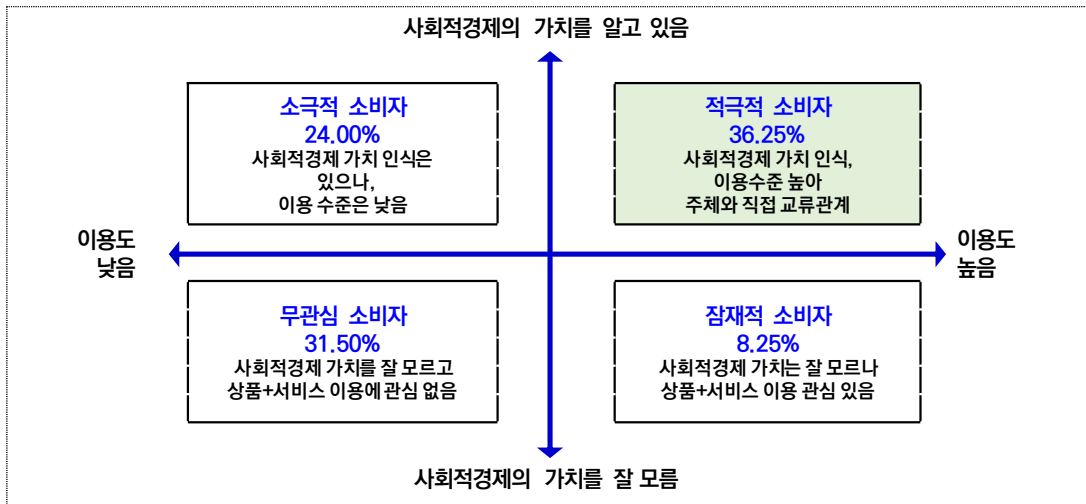 사회적경제의 가치를 알고 있음
소극적 소비자
24.00%
사회적경제 가치 인식은
있으나,
이용 수준은 낮음
적극적 소비자
36.25%
사회적경제 가치 인식,
이용수준 높아
주체와 직접 교류관계
이용도
낮음
이용도
높음
무관심 소비자
31.50%
사회적경제 가치를 잘 모르고
상품+서비스 이용에 관심 없음
잠재적 소비자
8.25%
사회적경제 가치는 잘 모르나
상품+서비스 이용 관심 있음
사회적경제의 가치를 잘 모름